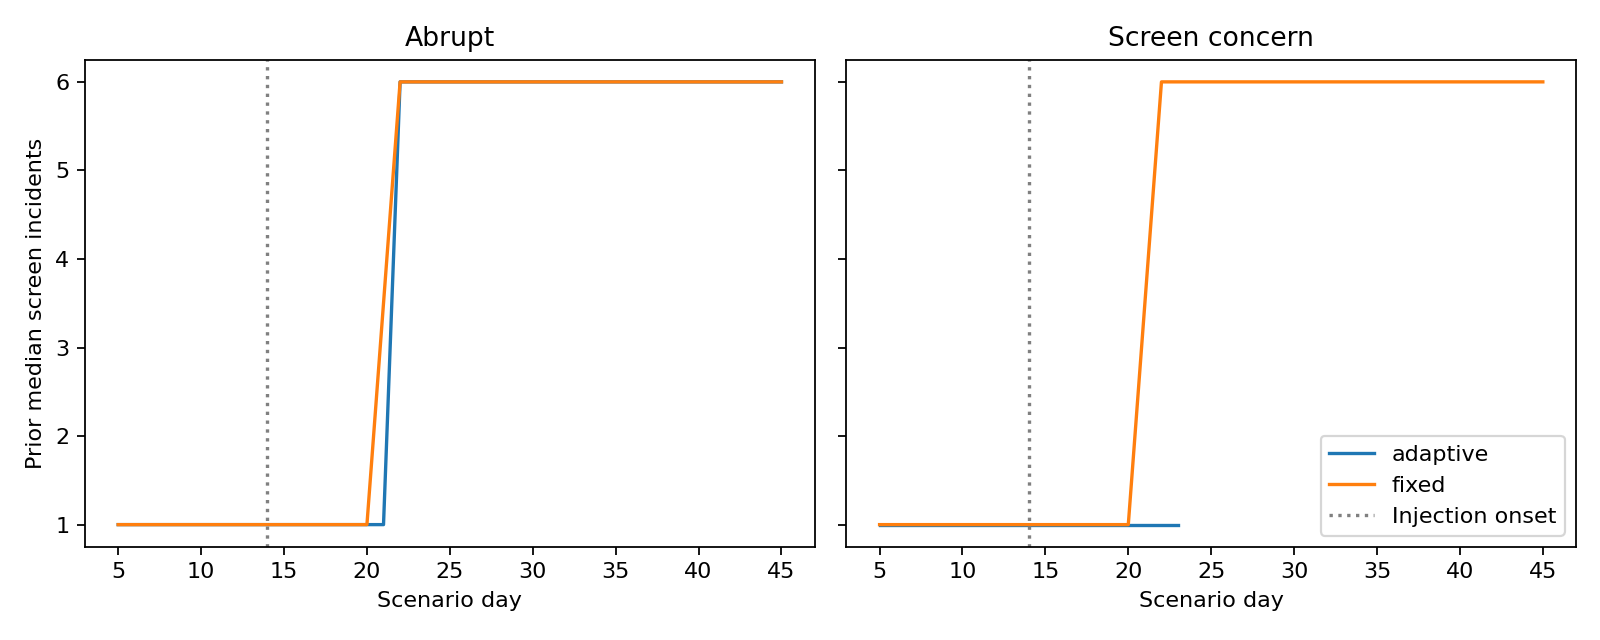 Abrupt
Screen concern
Prior median screen incidents
6
5
4
3
2
1
5 10 15 20 25 30 35 40 45
Scenario day
5 10 15 20 25 30 35 40 45
Scenario day
adaptive
fixed
Injection onset